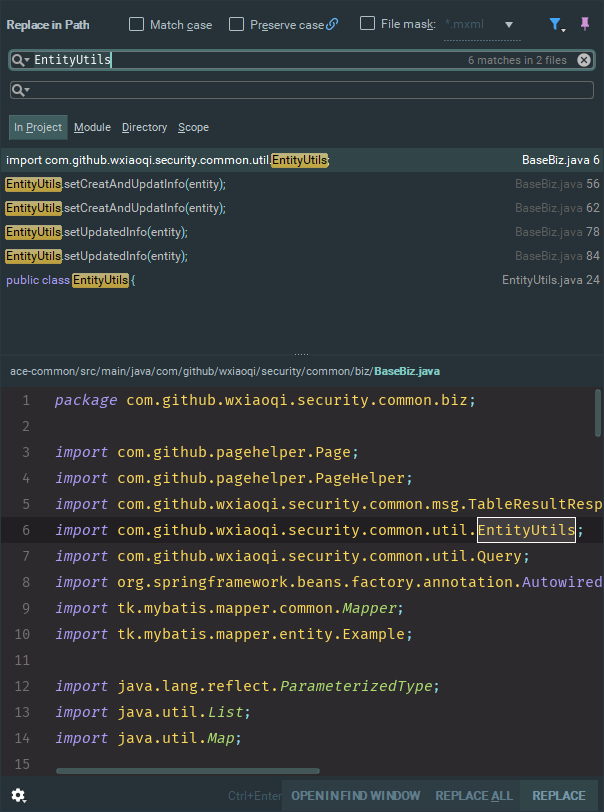 Replace in Path Match case Preserve case File mask: *.mxml
EntityUtils 6 matches in 2 files
In Project Module Directory Scope
import com.github.wxiaoqi.security.common.util.EntityUtils; BaseBiz.java 6
EntityUtils.setCreatAndUpdatInfo(entity); BaseBiz.java 56
EntityUtils.setCreatAndUpdatInfo(entity); BaseBiz.java 62
EntityUtils.setUpdatedInfo(entity); BaseBiz.java 78
EntityUtils.setUpdatedInfo(entity); BaseBiz.java 84
public class EntityUtils { EntityUtils.java 24
ace-common/src/main/java/com/github/wxiaoqi/security/common/biz/BaseBiz.java
1 package com.github.wxiaoqi.security.common.biz;
2
3 import com.github.pagehelper.Page;
4 import com.github.pagehelper.PageHelper;
5 import com.github.wxiaoqi.security.common.msg.TableResultResp
6 import com.github.wxiaoqi.security.common.util.EntityUtils;
7 import com.github.wxiaoqi.security.common.util.Query;
8 import org.springframework.beans.factory.annotation.Autowired
9 import tk.mybatis.mapper.common.Mapper;
10 import tk.mybatis.mapper.entity.Example;
11
12 import java.lang.reflect.ParameterizedType;
13 import java.util.List;
14 import java.util.Map;
15
Ctrl+Enter OPEN IN FIND WINDOW REPLACE ALL REPLACE